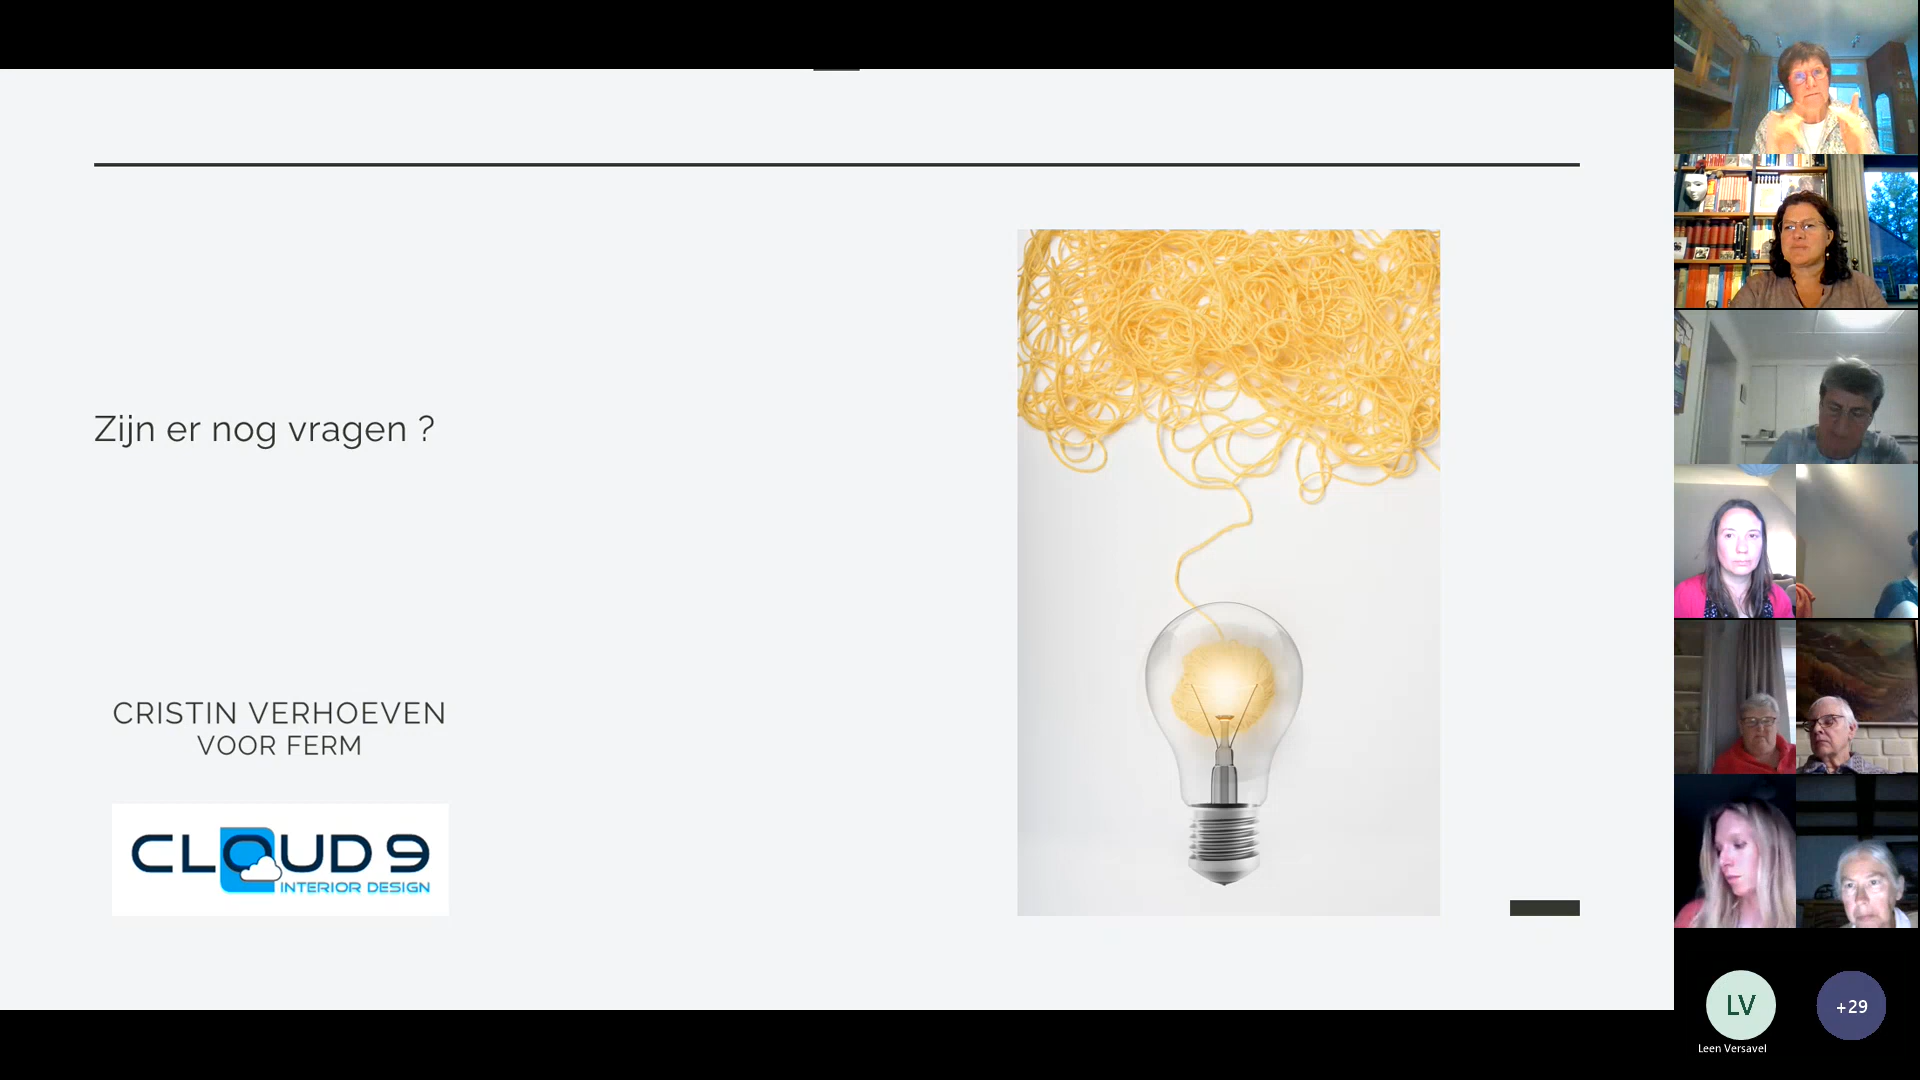 Zijn er nog vragen ?
CRISTIN VERHOEVEN
VOOR FERM
CLOUD 9
INTERIOR DESIGN
LV
Leen Versavel
+29